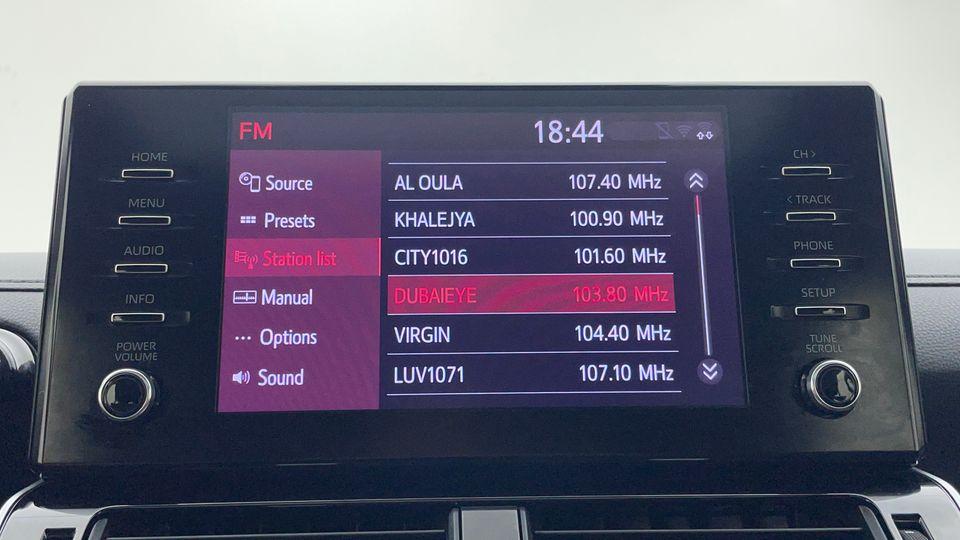 FM 18:44
HOME
MENU
AUDIO
INFO
POWER
VOLUME
Source
Presets
Station list
Manual
Options
Sound
AL OULA 107.40 MHz
KHALEJYA 100.90 MHz
CITY1016 101.60 MHz
DUBAIEYE 103.80 MHz
VIRGIN 104.40 MHz
LUV1071 107.10 MHz
CH >
< TRACK
PHONE
SETUP
TUNE
SCROLL